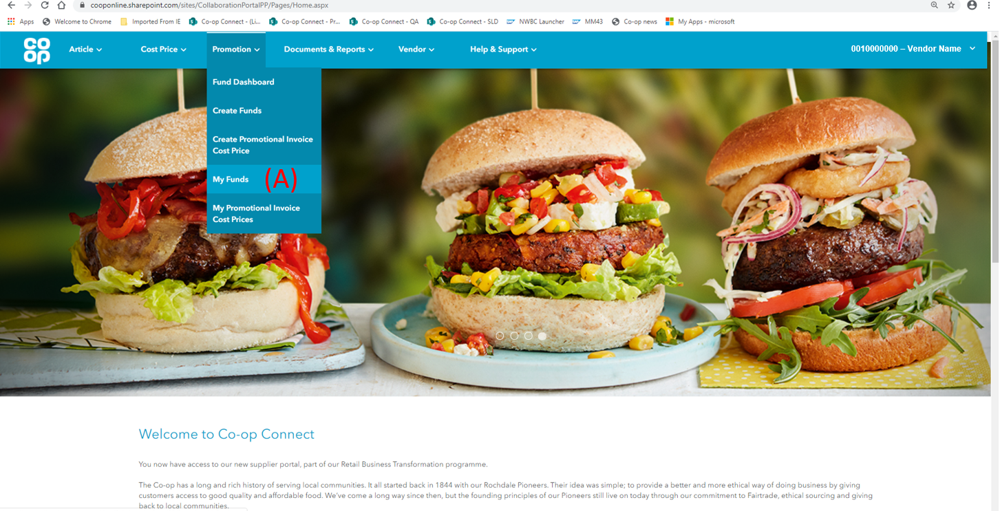 cooponline.sharepoint.com/sites/CollaborationPortalPP/Pages/Home.aspx
Apps Welcome to Chrome Imported From IE Co-op Connect - (Li... Co-op Connect - Pr... Co-op Connect - QA Co-op Connect - SLD NWBC Launcher MM43 Co-op news My Apps - microsoft
co
op
Article Cost Price Promotion Documents & Reports Vendor Help & Support 0010000000 – Vendor Name
Fund Dashboard
Create Funds
Create Promotional Invoice
Cost Price
My Funds (A)
My Promotional Invoice
Cost Prices
Welcome to Co-op Connect
You now have access to our new supplier portal, part of our Retail Business Transformation programme.
The Co-op has a long and rich history of serving local communities. It all started back in 1844 with our Rochdale Pioneers. Their idea was simple; to provide a better and more ethical way of doing business by giving
customers access to good quality and affordable food. We've come a long way since then, but the founding principles of our Pioneers still live on today through our commitment to Fairtrade, ethical sourcing and giving
back to local communities.